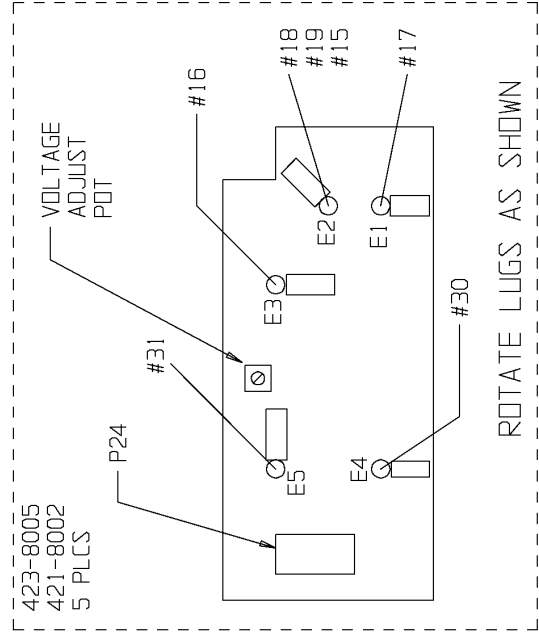 423-8005
421-8002
5 PLCS
P24
#31
VOLTAGE
ADJUST
POT
#16
#18
#19
#15
#17
E5
E3
E2
E1
E4
#30
ROTATE LUGS AS SHOWN